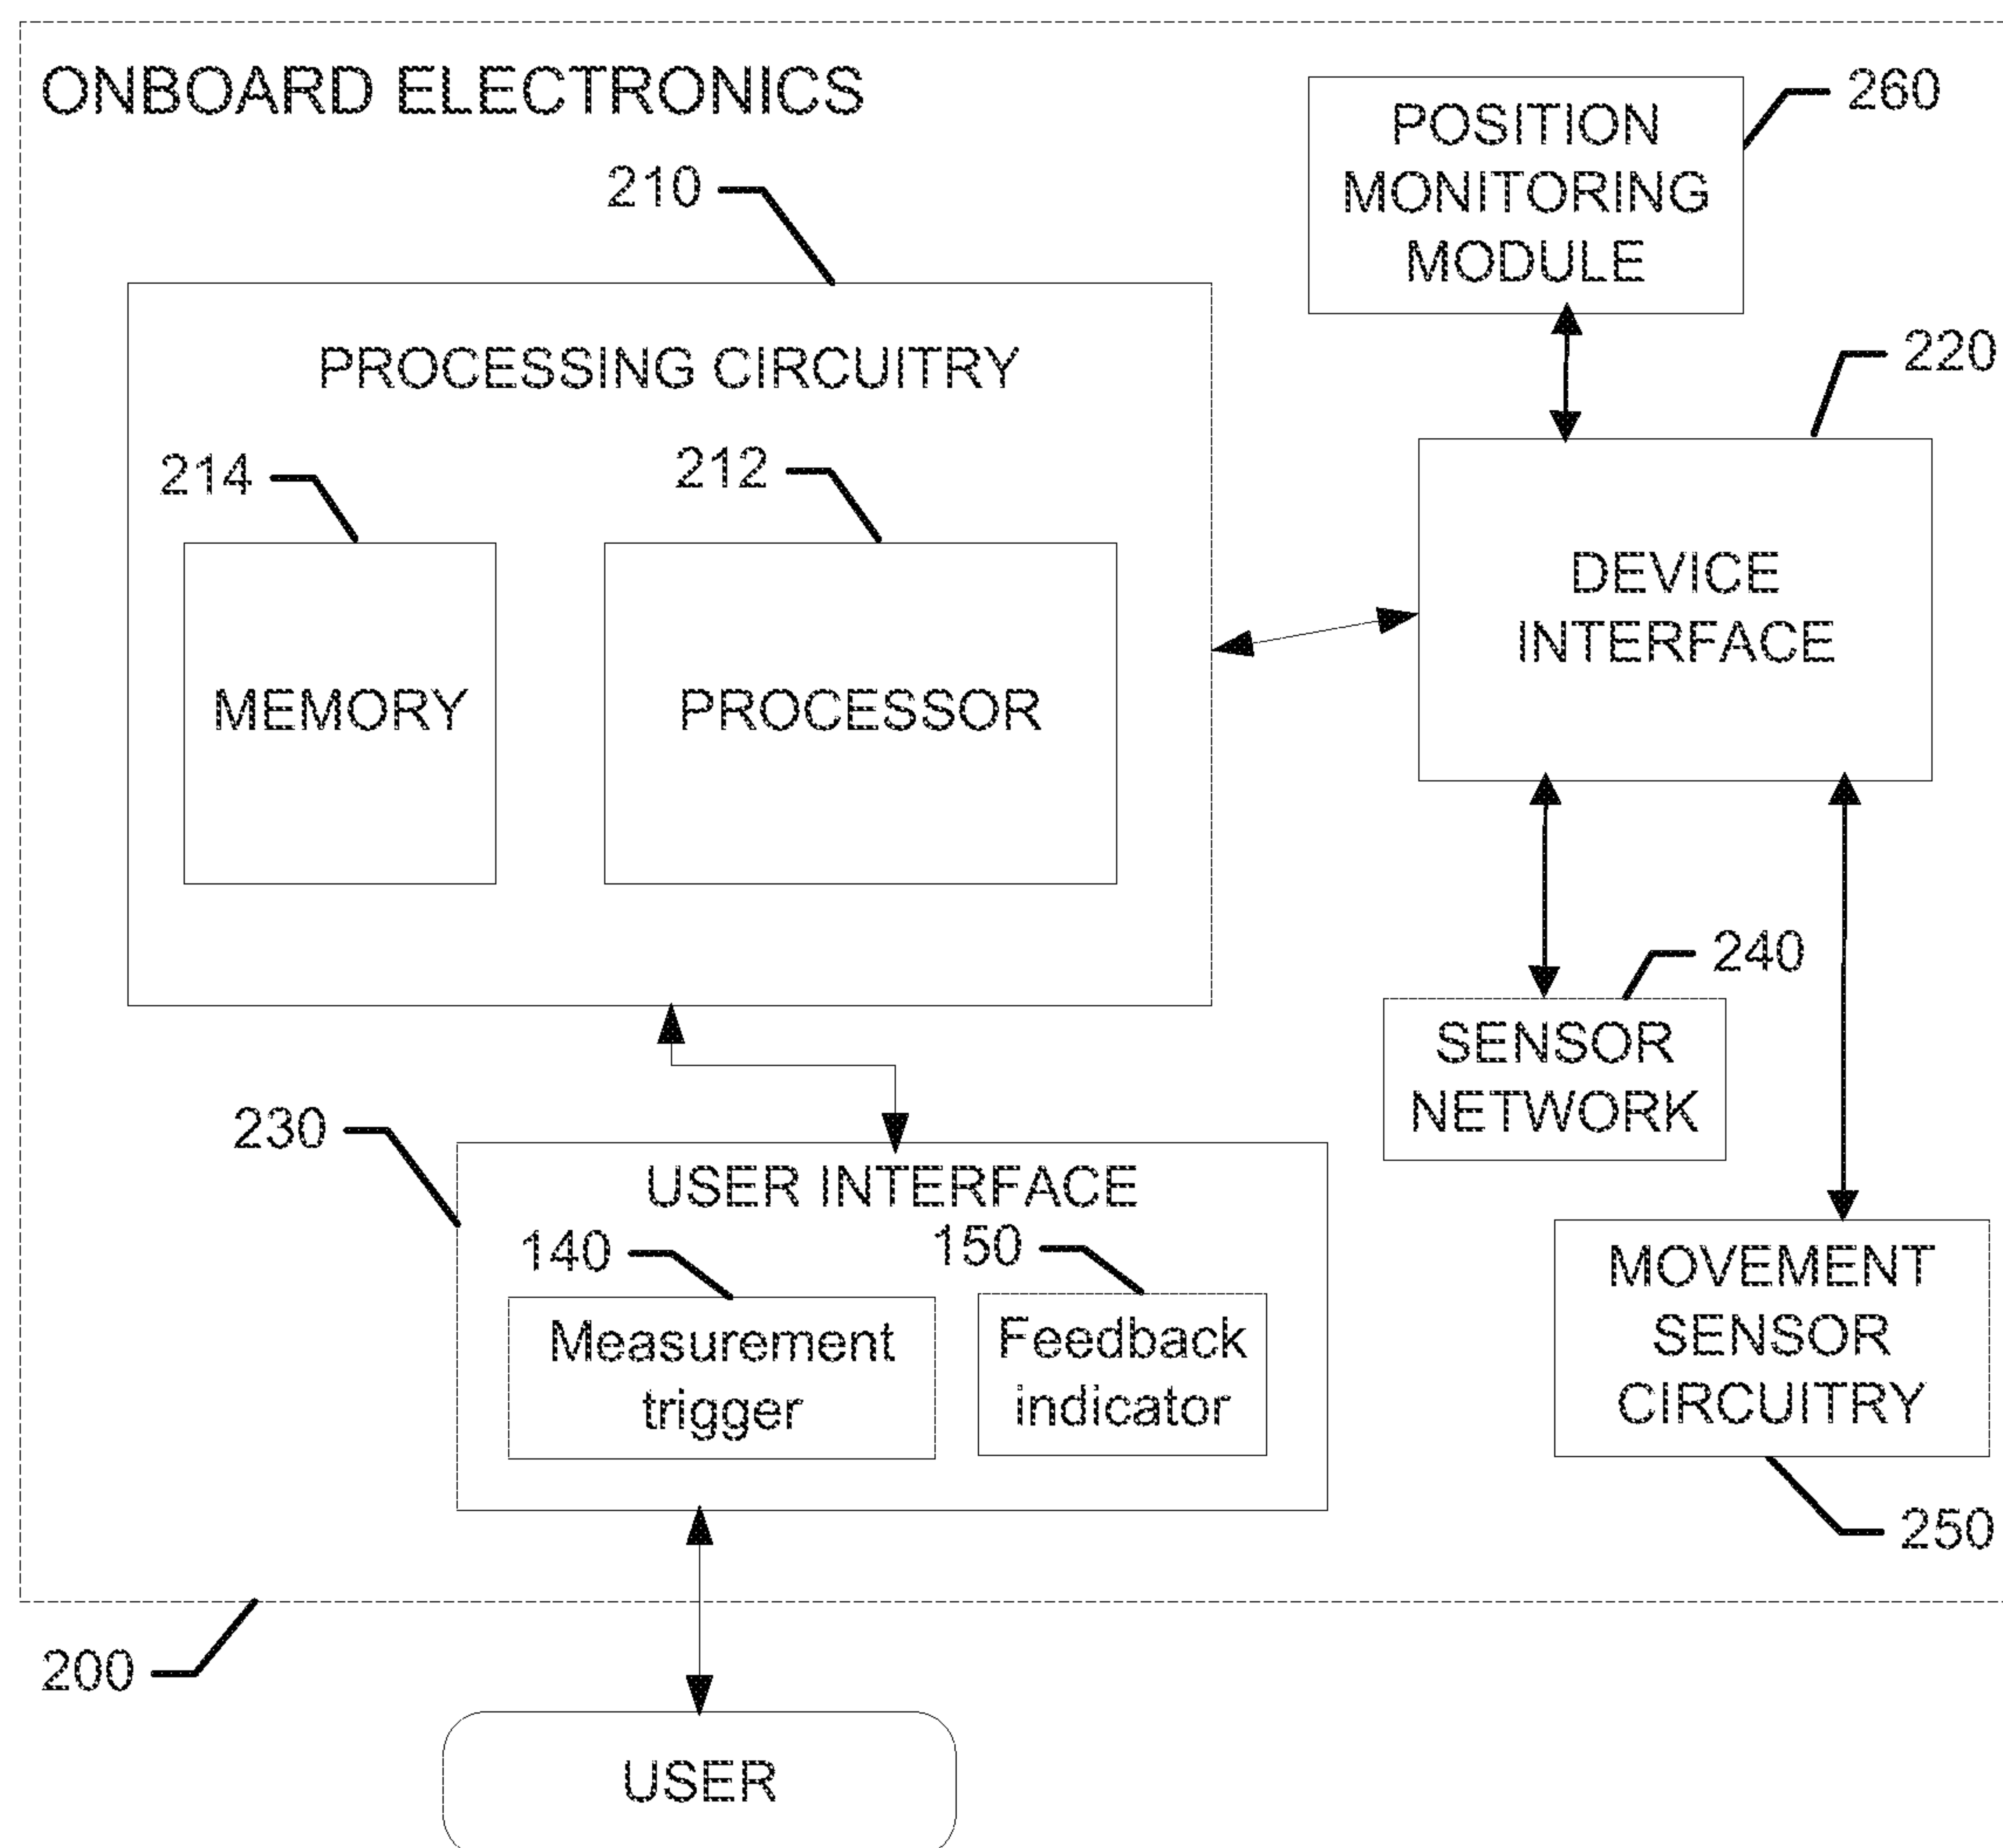 ONBOARD ELECTRONICS
260
POSITION
MONITORING
MODULE
210
220
PROCESSING CIRCUITRY
214
212
MEMORY
PROCESSOR
DEVICE
INTERFACE
240
SENSOR
NETWORK
230
USER INTERFACE
140
150
Measurement
trigger
Feedback
indicator
MOVEMENT
SENSOR
CIRCUITRY
250
200
USER